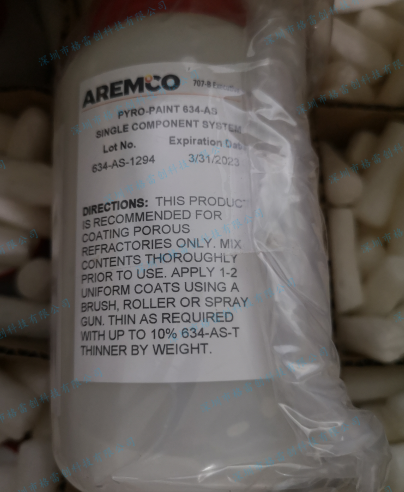 AREMCO
707-B
PYRO-PAINT 634-AS
SINGLE COMPONENT SYSTEM
Lot No. Expiration Date
634-AS-1294 3/31/2023
DIRECTIONS: THIS PRODUCT
IS RECOMMENDED FOR
COATING POROUS
REFRACTORIES ONLY. MIX
CONTENTS THOROUGHLY
PRIOR TO USE. APPLY 1-2
UNIFORM COATS USING A
BRUSH, ROLLER OR SPRAY
GUN. THIN AS REQUIRED
WITH UP TO 10% 634-AS-T
THINNER BY WEIGHT.